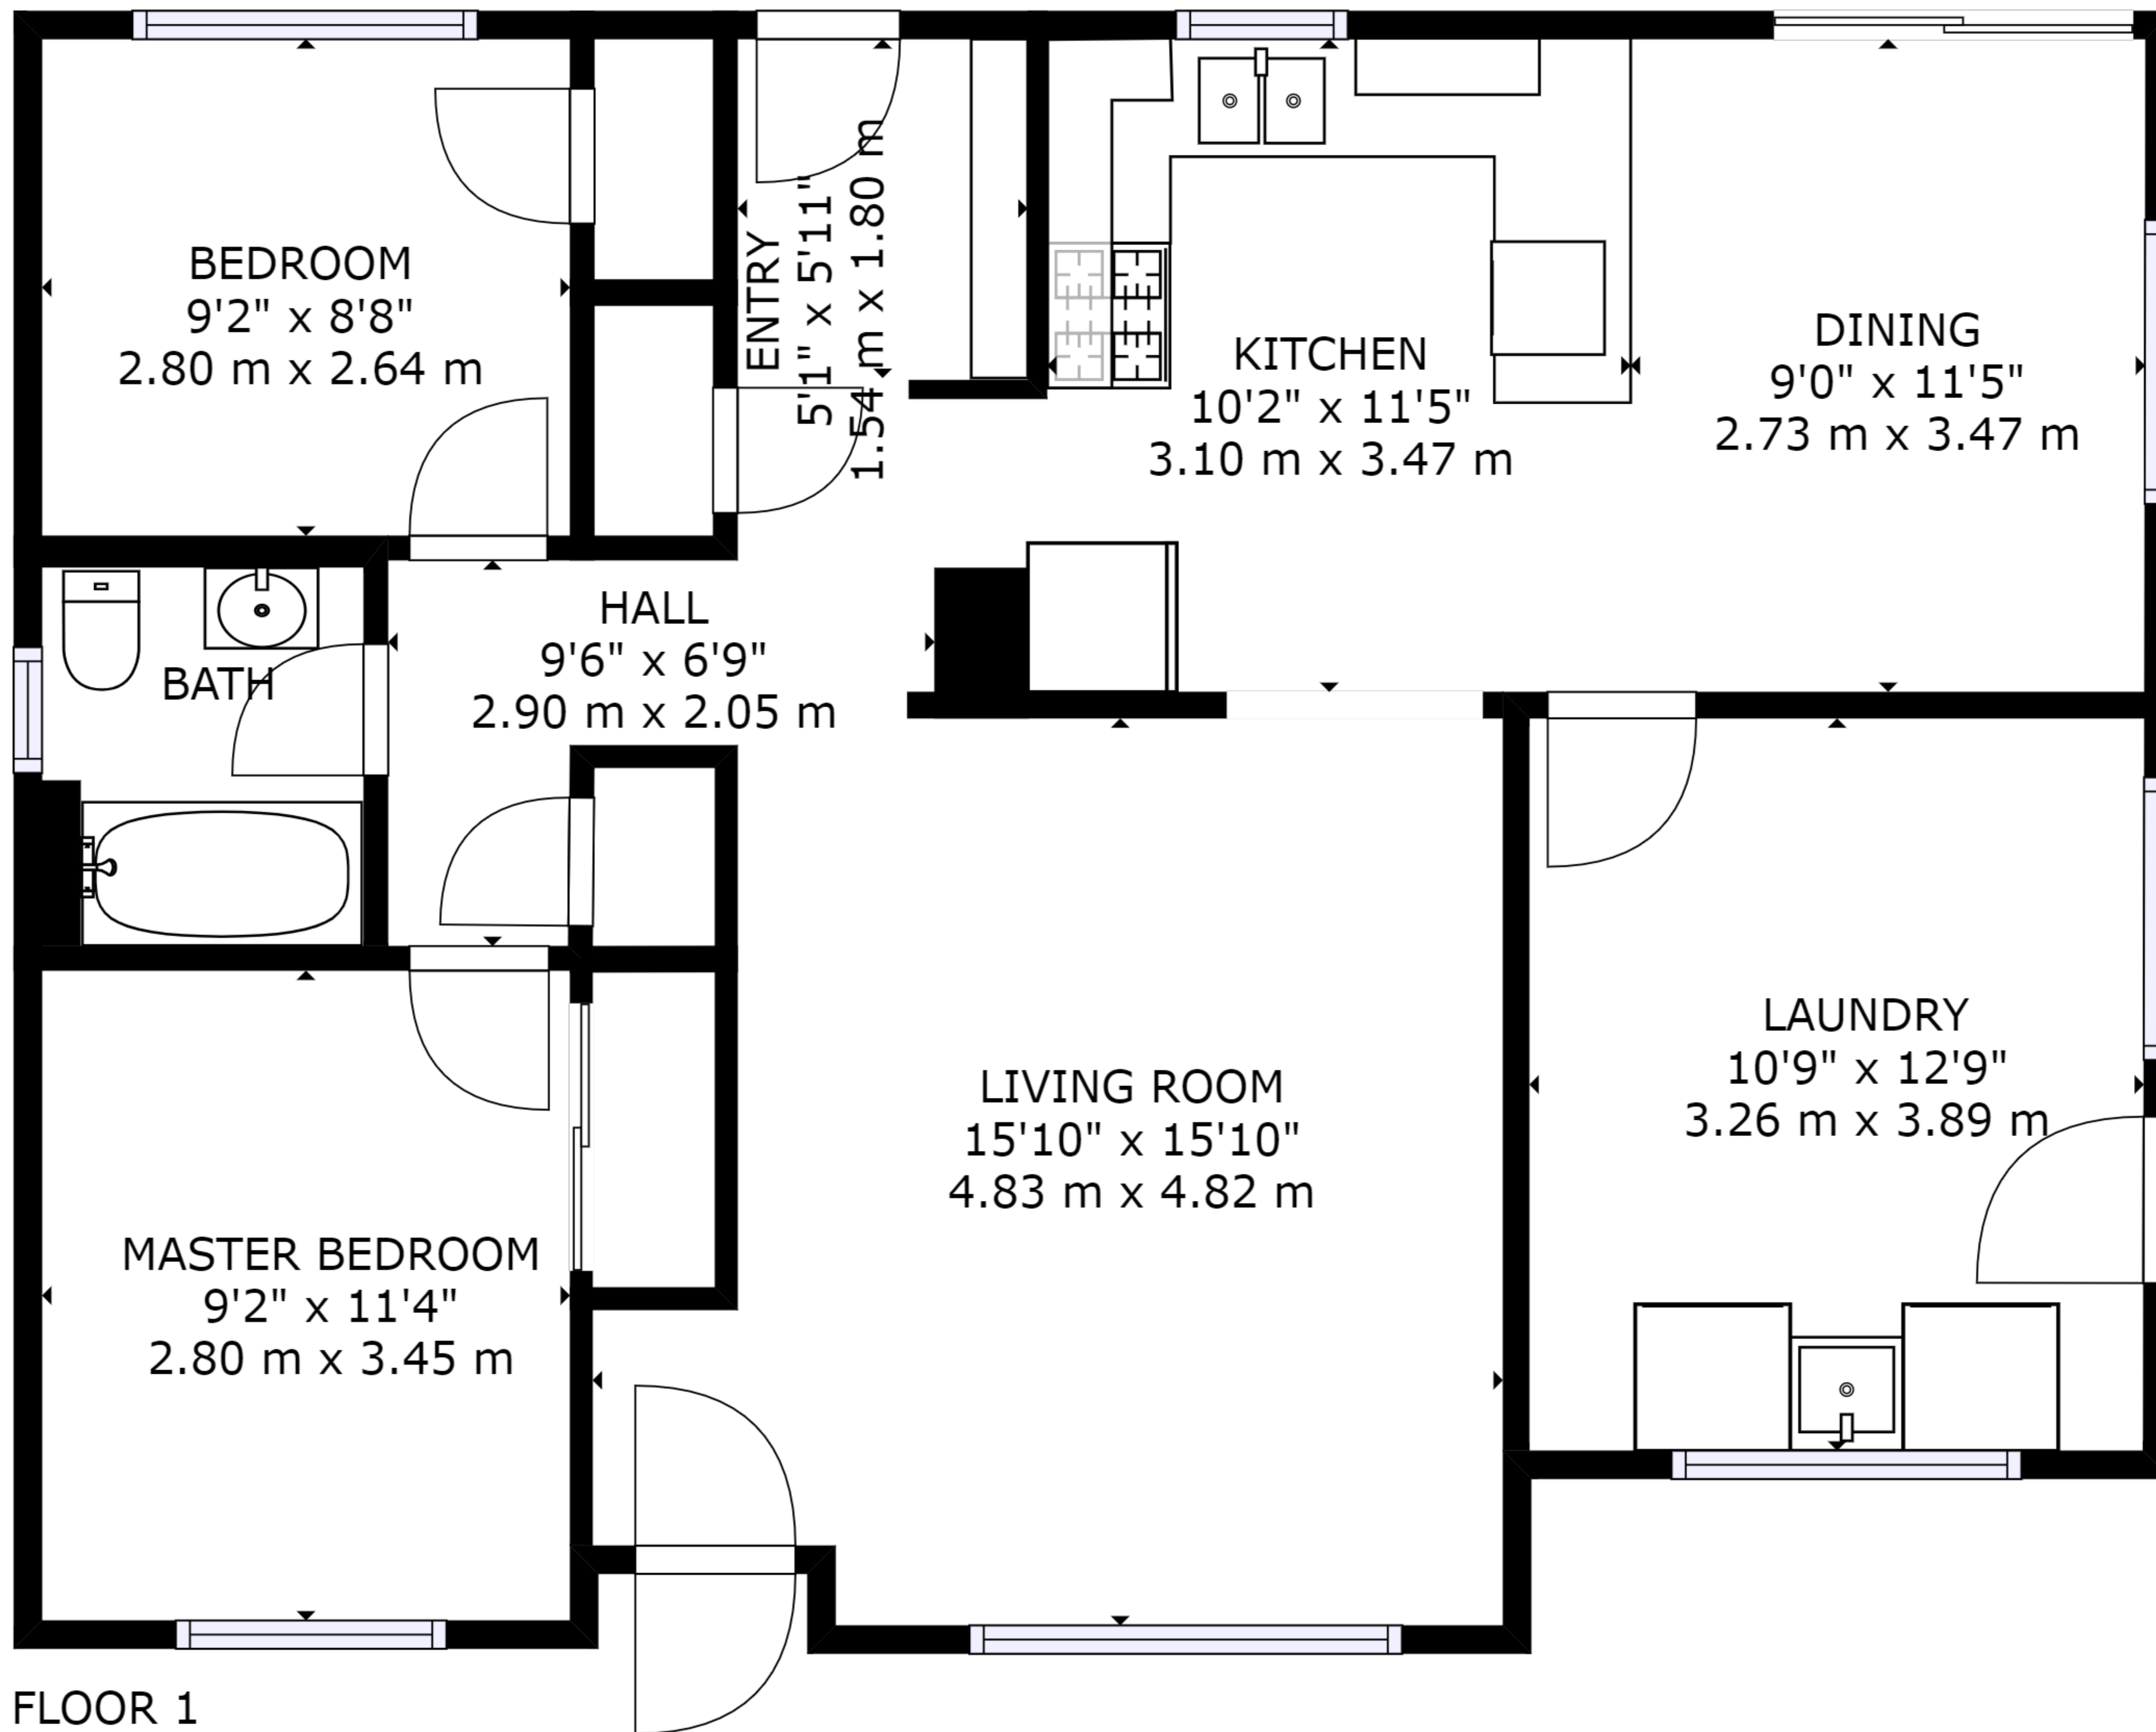 BEDROOM
9'2" x 8'8"
2.80 m x 2.64 m
ENTRY
5'1" x 5'11"
1.54 m x 1.80 m
KITCHEN
10'2" x 11'5"
3.10 m x 3.47 m
DINING
9'0" x 11'5"
2.73 m x 3.47 m
BATH
HALL
9'6" x 6'9"
2.90 m x 2.05 m
MASTER BEDROOM
9'2" x 11'4"
2.80 m x 3.45 m
LIVING ROOM
15'10" x 15'10"
4.83 m x 4.82 m
LAUNDRY
10'9" x 12'9"
3.26 m x 3.89 m
FLOOR 1